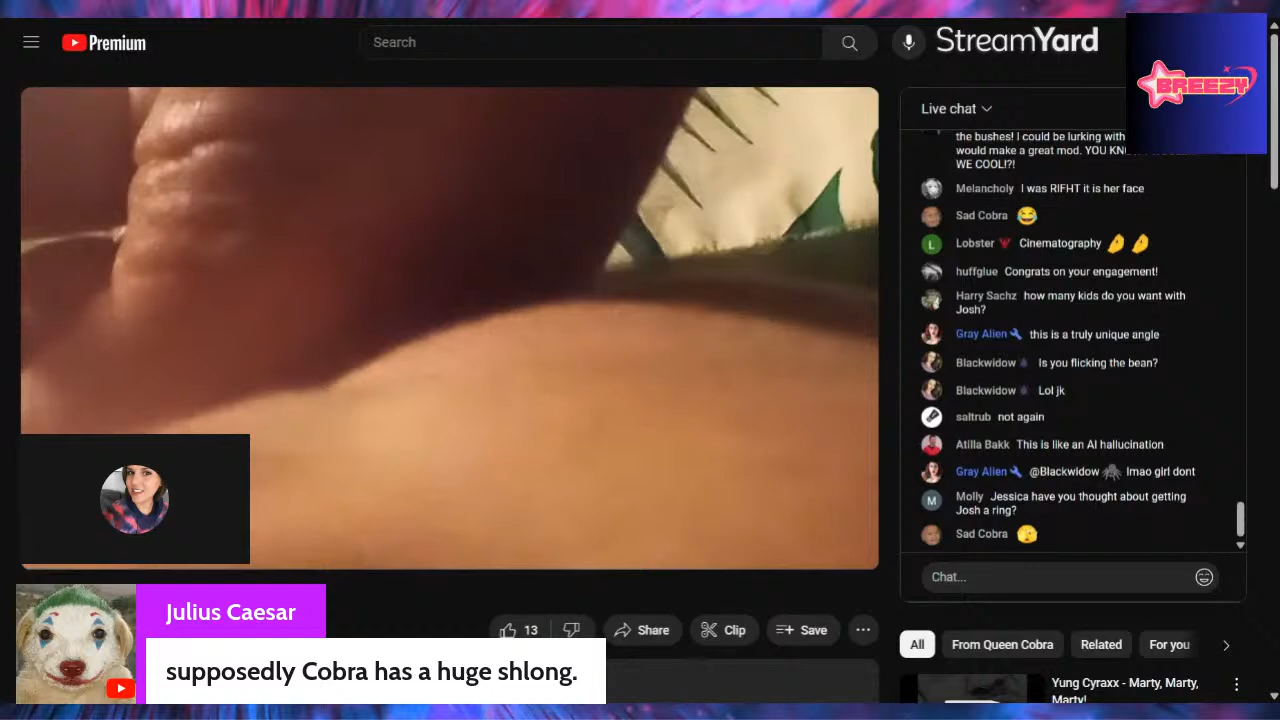 Premium
Search
StreamYard
BREEZY
Live chat
the bushes! I could be lurking with
would make a great mod. YOU
WE COOL!?!
Melancholy I was RIFHT it is her face
Sad Cobra 😂
Lobster Cinematography 🤌 🤌
huffglue Congrats on your engagement!
Harry Sachz how many kids do you want with
Josh?
Gray Alien this is a truly unique angle
Blackwidow Is you flicking the bean?
Blackwidow Lol jk
saltrub not again
Atilla Bakk This is like an AI hallucination
Gray Alien @Blackwidow 🕷 lmao girl dont
Molly Jessica have you thought about getting
Josh a ring?
Sad Cobra 🫣
L
M
Chat...
Julius Caesar
supposedly Cobra has a huge shlong.
13
Share
Clip
Save
All
From Queen Cobra
Related
For you
Yung Cyraxx - Marty, Marty,
Marty!